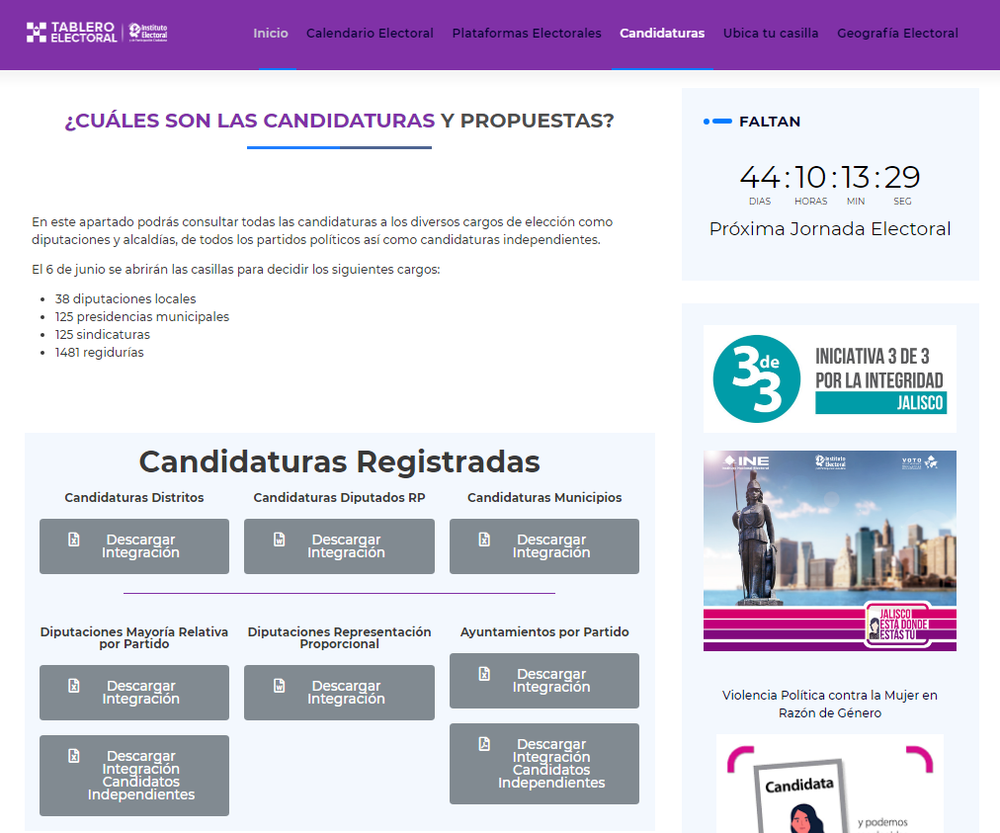 TABLERO
ELECTORAL
Instituto
Electoral
Inicio
Calendario Electoral
Plataformas Electorales
Candidaturas
Ubica tu casilla
Geografía Electoral
¿CUÁLES SON LAS CANDIDATURAS Y PROPUESTAS?
En este apartado podrás consultar todas las candidaturas a los diversos cargos de elección como
diputaciones y alcaldías, de todos los partidos políticos así como candidaturas independientes.
El 6 de junio se abrirán las casillas para decidir los siguientes cargos:
38 diputaciones locales
125 presidencias municipales
125 sindicaturas
1481 regidurías
Candidaturas Registradas
Candidaturas Distritos
Descargar
Integración
Candidaturas Diputados RP
Descargar
Integración
Candidaturas Municipios
Descargar
Integración
Diputaciones Mayoría Relativa
por Partido
Descargar
Integración
Descargar
Integración
Candidatos
Independientes
Diputaciones Representación
Proporcional
Descargar
Integración
Ayuntamientos por Partido
Descargar
Integración
Descargar
Integración
Candidatos
Independientes
FALTAN
44:10:13:29
DIAS HORAS MIN SEG
Próxima Jornada Electoral
3 de 3
INICIATIVA 3 DE 3
POR LA INTEGRIDAD
JALISCO
INE
Instituto
Electoral
VOTO
JALISCO
ESTÁ DONDE
ESTÁS TÚ
Violencia Política contra la Mujer en
Razón de Género
Candidata
y podemos